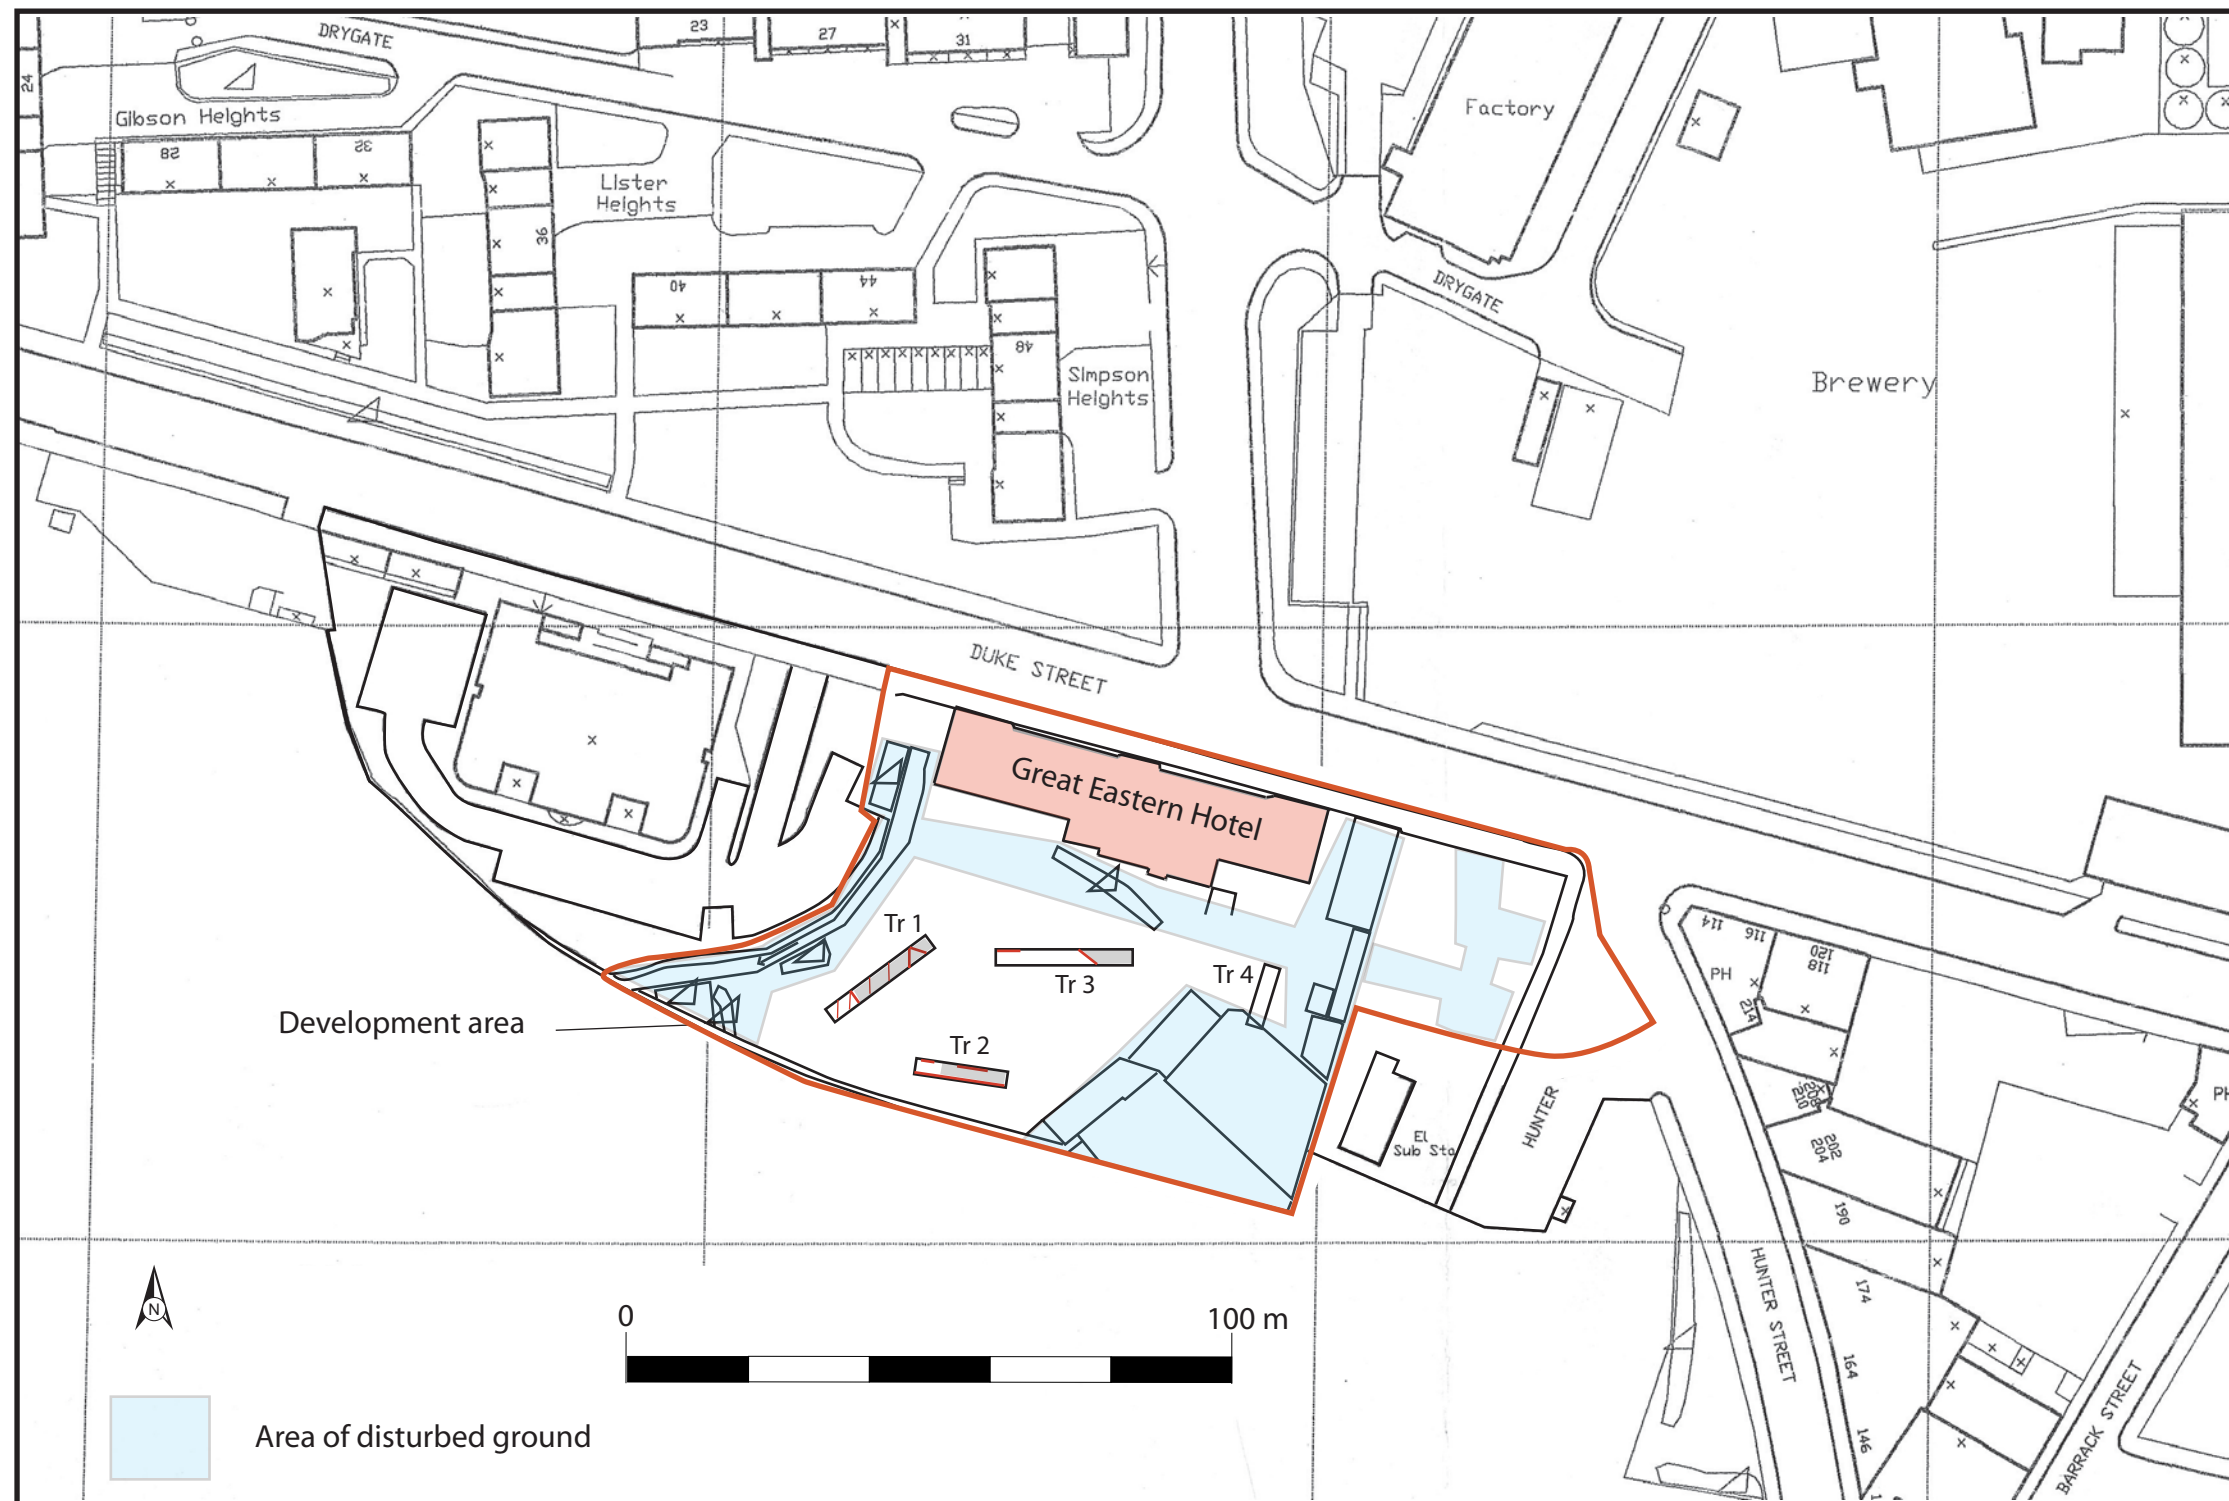 DRYGATE
23
27
31
24
Gibson Heights
28
32
Lister
Heights
36
Factory
DRYGATE
40
44
48
Simpson
Heights
Brewery
DUKE STREET
Great Eastern Hotel
Tr 1
Tr 3
Tr 4
Tr 2
Development area
114
116
120
118
PH
214
PH
208
210
202
204
El
Sub Sta
HUNTER
190
HUNTER STREET
174
164
146
BARRACK STREET
N
0
100 m
Area of disturbed ground